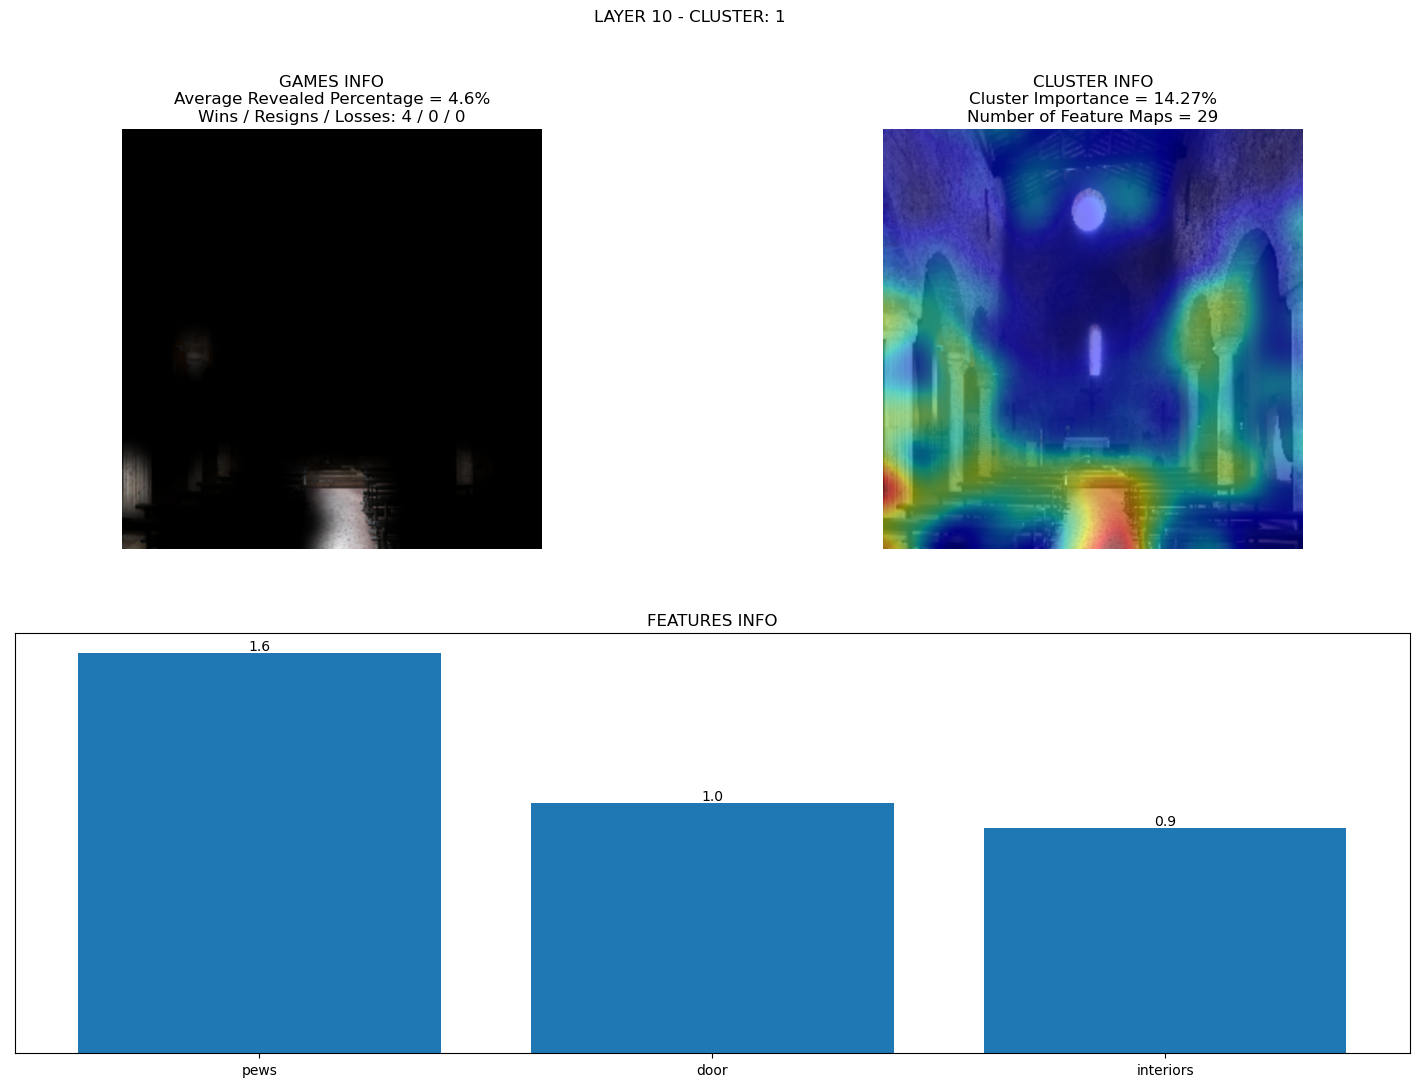 LAYER 10 - CLUSTER: 1
GAMES INFO
Average Revealed Percentage = 4.6%
Wins / Resigns / Losses: 4 / 0 / 0
CLUSTER INFO
Cluster Importance = 14.27%
Number of Feature Maps = 29
FEATURES INFO
1.6
1.0
0.9
pews
door
interiors